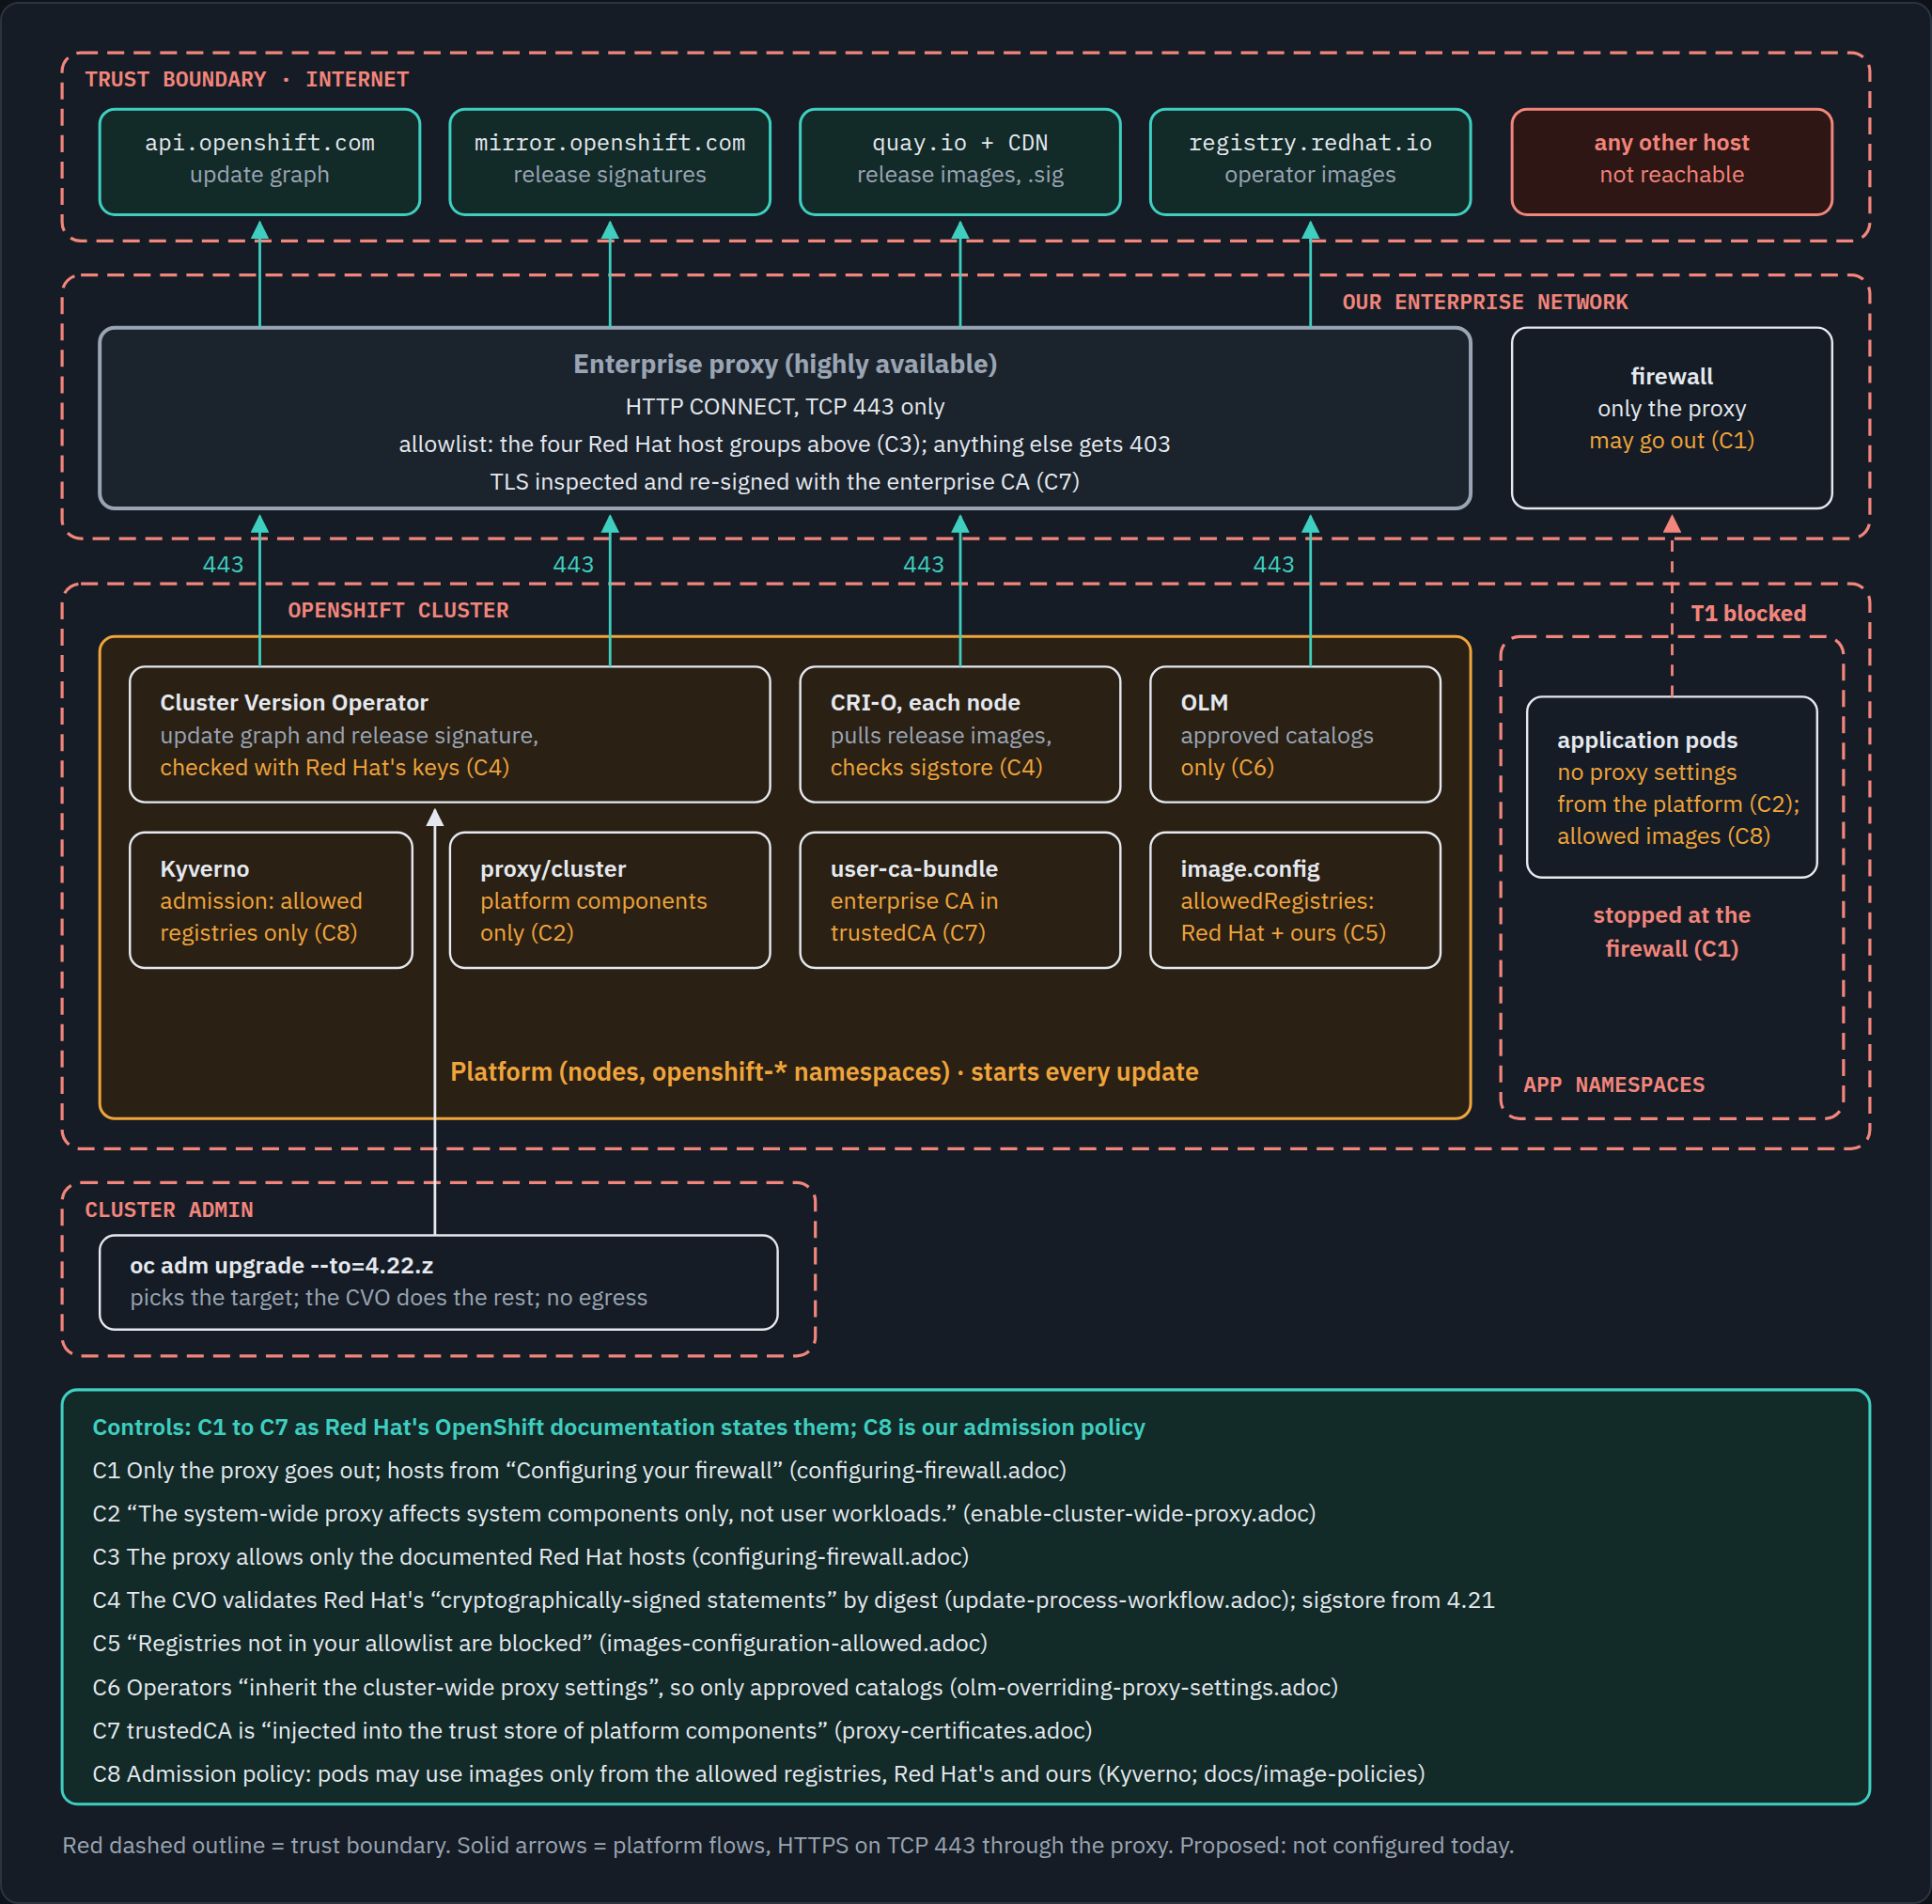 TRUST BOUNDARY · INTERNET
api.openshift.com
update graph
mirror.openshift.com
release signatures
quay.io + CDN
release images, .sig
registry.redhat.io
operator images
any other host
not reachable
OUR ENTERPRISE NETWORK
Enterprise proxy (highly available)
HTTP CONNECT, TCP 443 only
allowlist: the four Red Hat host groups above (C3); anything else gets 403
TLS inspected and re-signed with the enterprise CA (C7)
firewall
only the proxy
may go out (C1)
443
443
443
443
OPENSHIFT CLUSTER
T1 blocked
Cluster Version Operator
update graph and release signature,
checked with Red Hat's keys (C4)
CRI-O, each node
pulls release images,
checks sigstore (C4)
OLM
approved catalogs
only (C6)
application pods
no proxy settings
from the platform (C2);
allowed images (C8)
Kyverno
admission: allowed
registries only (C8)
proxy/cluster
platform components
only (C2)
user-ca-bundle
enterprise CA in
trustedCA (C7)
image.config
allowedRegistries:
Red Hat + ours (C5)
stopped at the
firewall (C1)
Platform (nodes, openshift-* namespaces) · starts every update
APP NAMESPACES
CLUSTER ADMIN
oc adm upgrade --to=4.22.z
picks the target; the CVO does the rest; no egress
Controls: C1 to C7 as Red Hat's OpenShift documentation states them; C8 is our admission policy
C1 Only the proxy goes out; hosts from “Configuring your firewall” (configuring-firewall.adoc)
C2 “The system-wide proxy affects system components only, not user workloads.” (enable-cluster-wide-proxy.adoc)
C3 The proxy allows only the documented Red Hat hosts (configuring-firewall.adoc)
C4 The CVO validates Red Hat's “cryptographically-signed statements” by digest (update-process-workflow.adoc); sigstore from 4.21
C5 “Registries not in your allowlist are blocked” (images-configuration-allowed.adoc)
C6 Operators “inherit the cluster-wide proxy settings”, so only approved catalogs (olm-overriding-proxy-settings.adoc)
C7 trustedCA is “injected into the trust store of platform components” (proxy-certificates.adoc)
C8 Admission policy: pods may use images only from the allowed registries, Red Hat's and ours (Kyverno; docs/image-policies)
Red dashed outline = trust boundary. Solid arrows = platform flows, HTTPS on TCP 443 through the proxy. Proposed: not configured today.